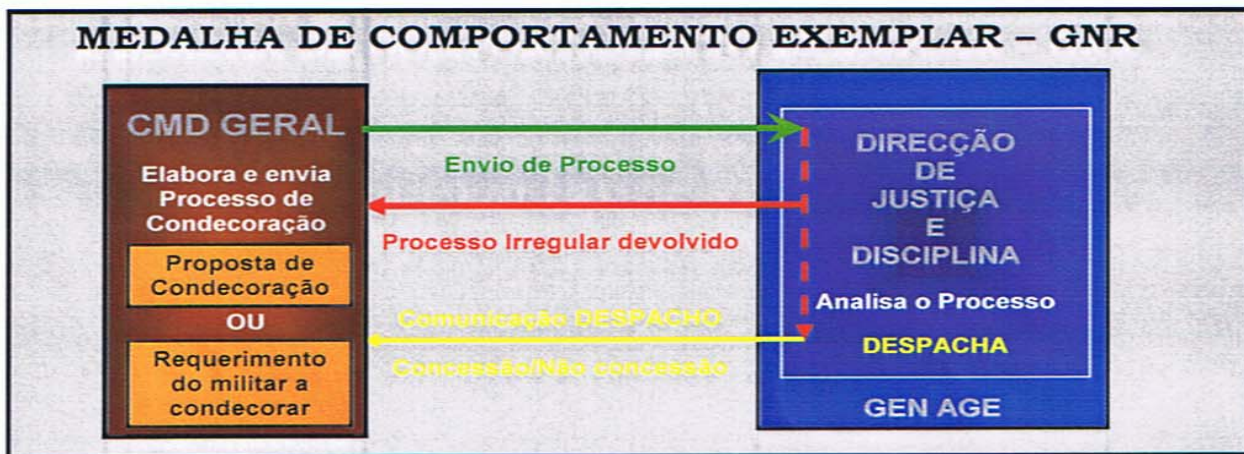 MEDALHA DE COMPORTAMENTO EXEMPLAR – GNR
CMD GERAL
Elabora e envia
Processo de
Condecoração
Proposta de
Condecoração
OU
Requerimento
do militar a
condecorar
Envio de Processo
Processo Irregular devolvido
Comunicação DESPACHO
Concessão/Não concessão
DIRECÇÃO
DE
JUSTIÇA
E
DISCIPLINA
Analisa o Processo
DESPACHA
GEN AGE